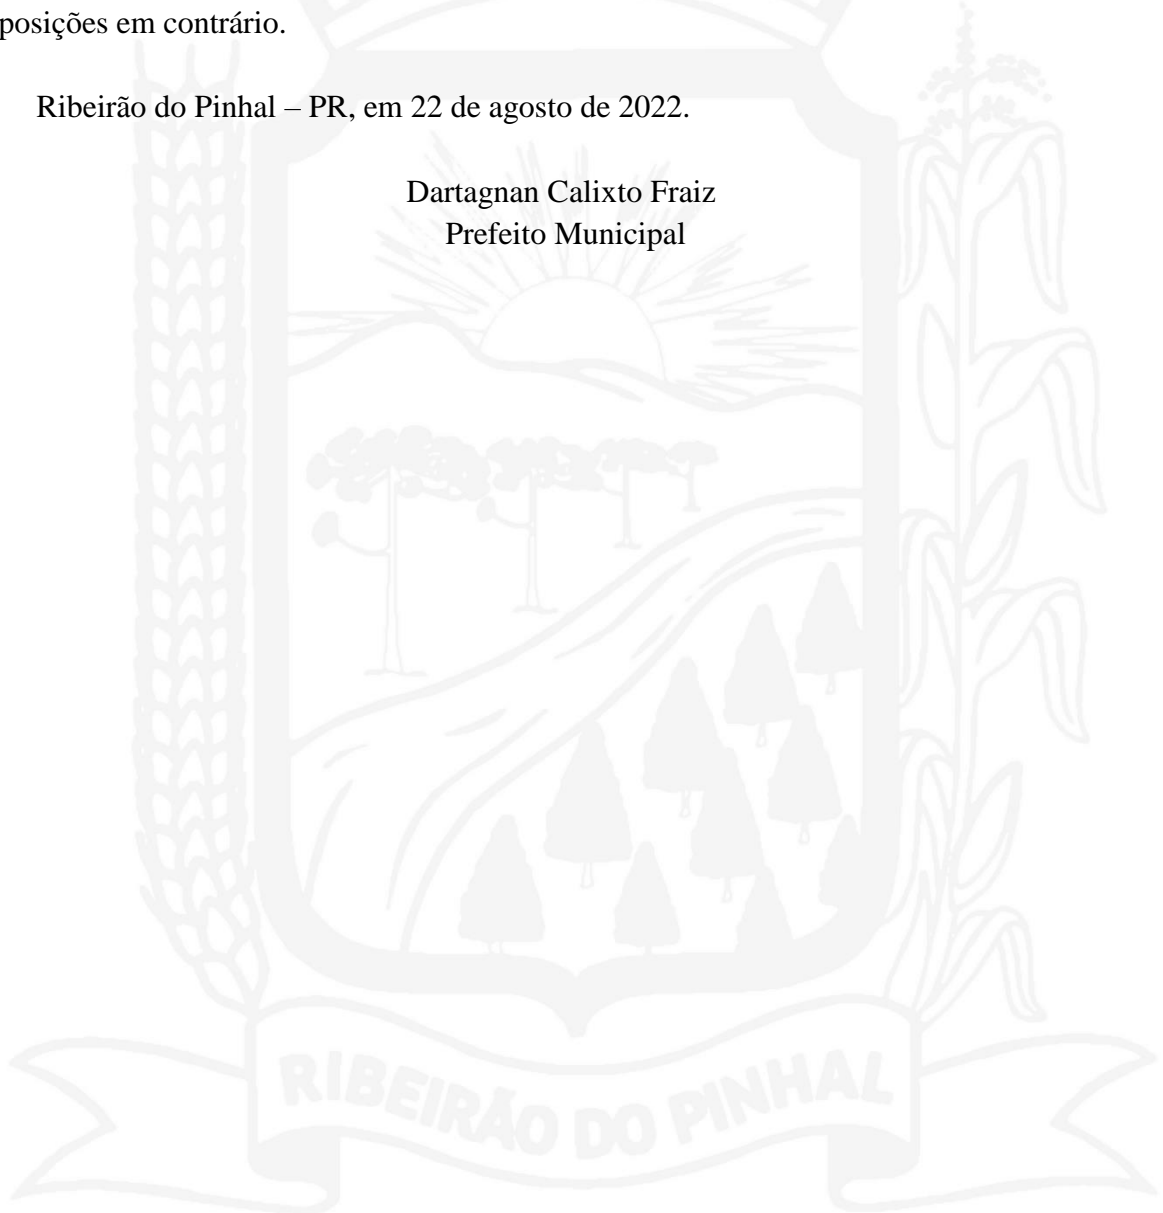 posições em contrário.
Ribeirão do Pinhal – PR, em 22 de agosto de 2022.
Dartagnan Calixto Fraiz
Prefeito Municipal
RIBEIRÃO DO PINHAL